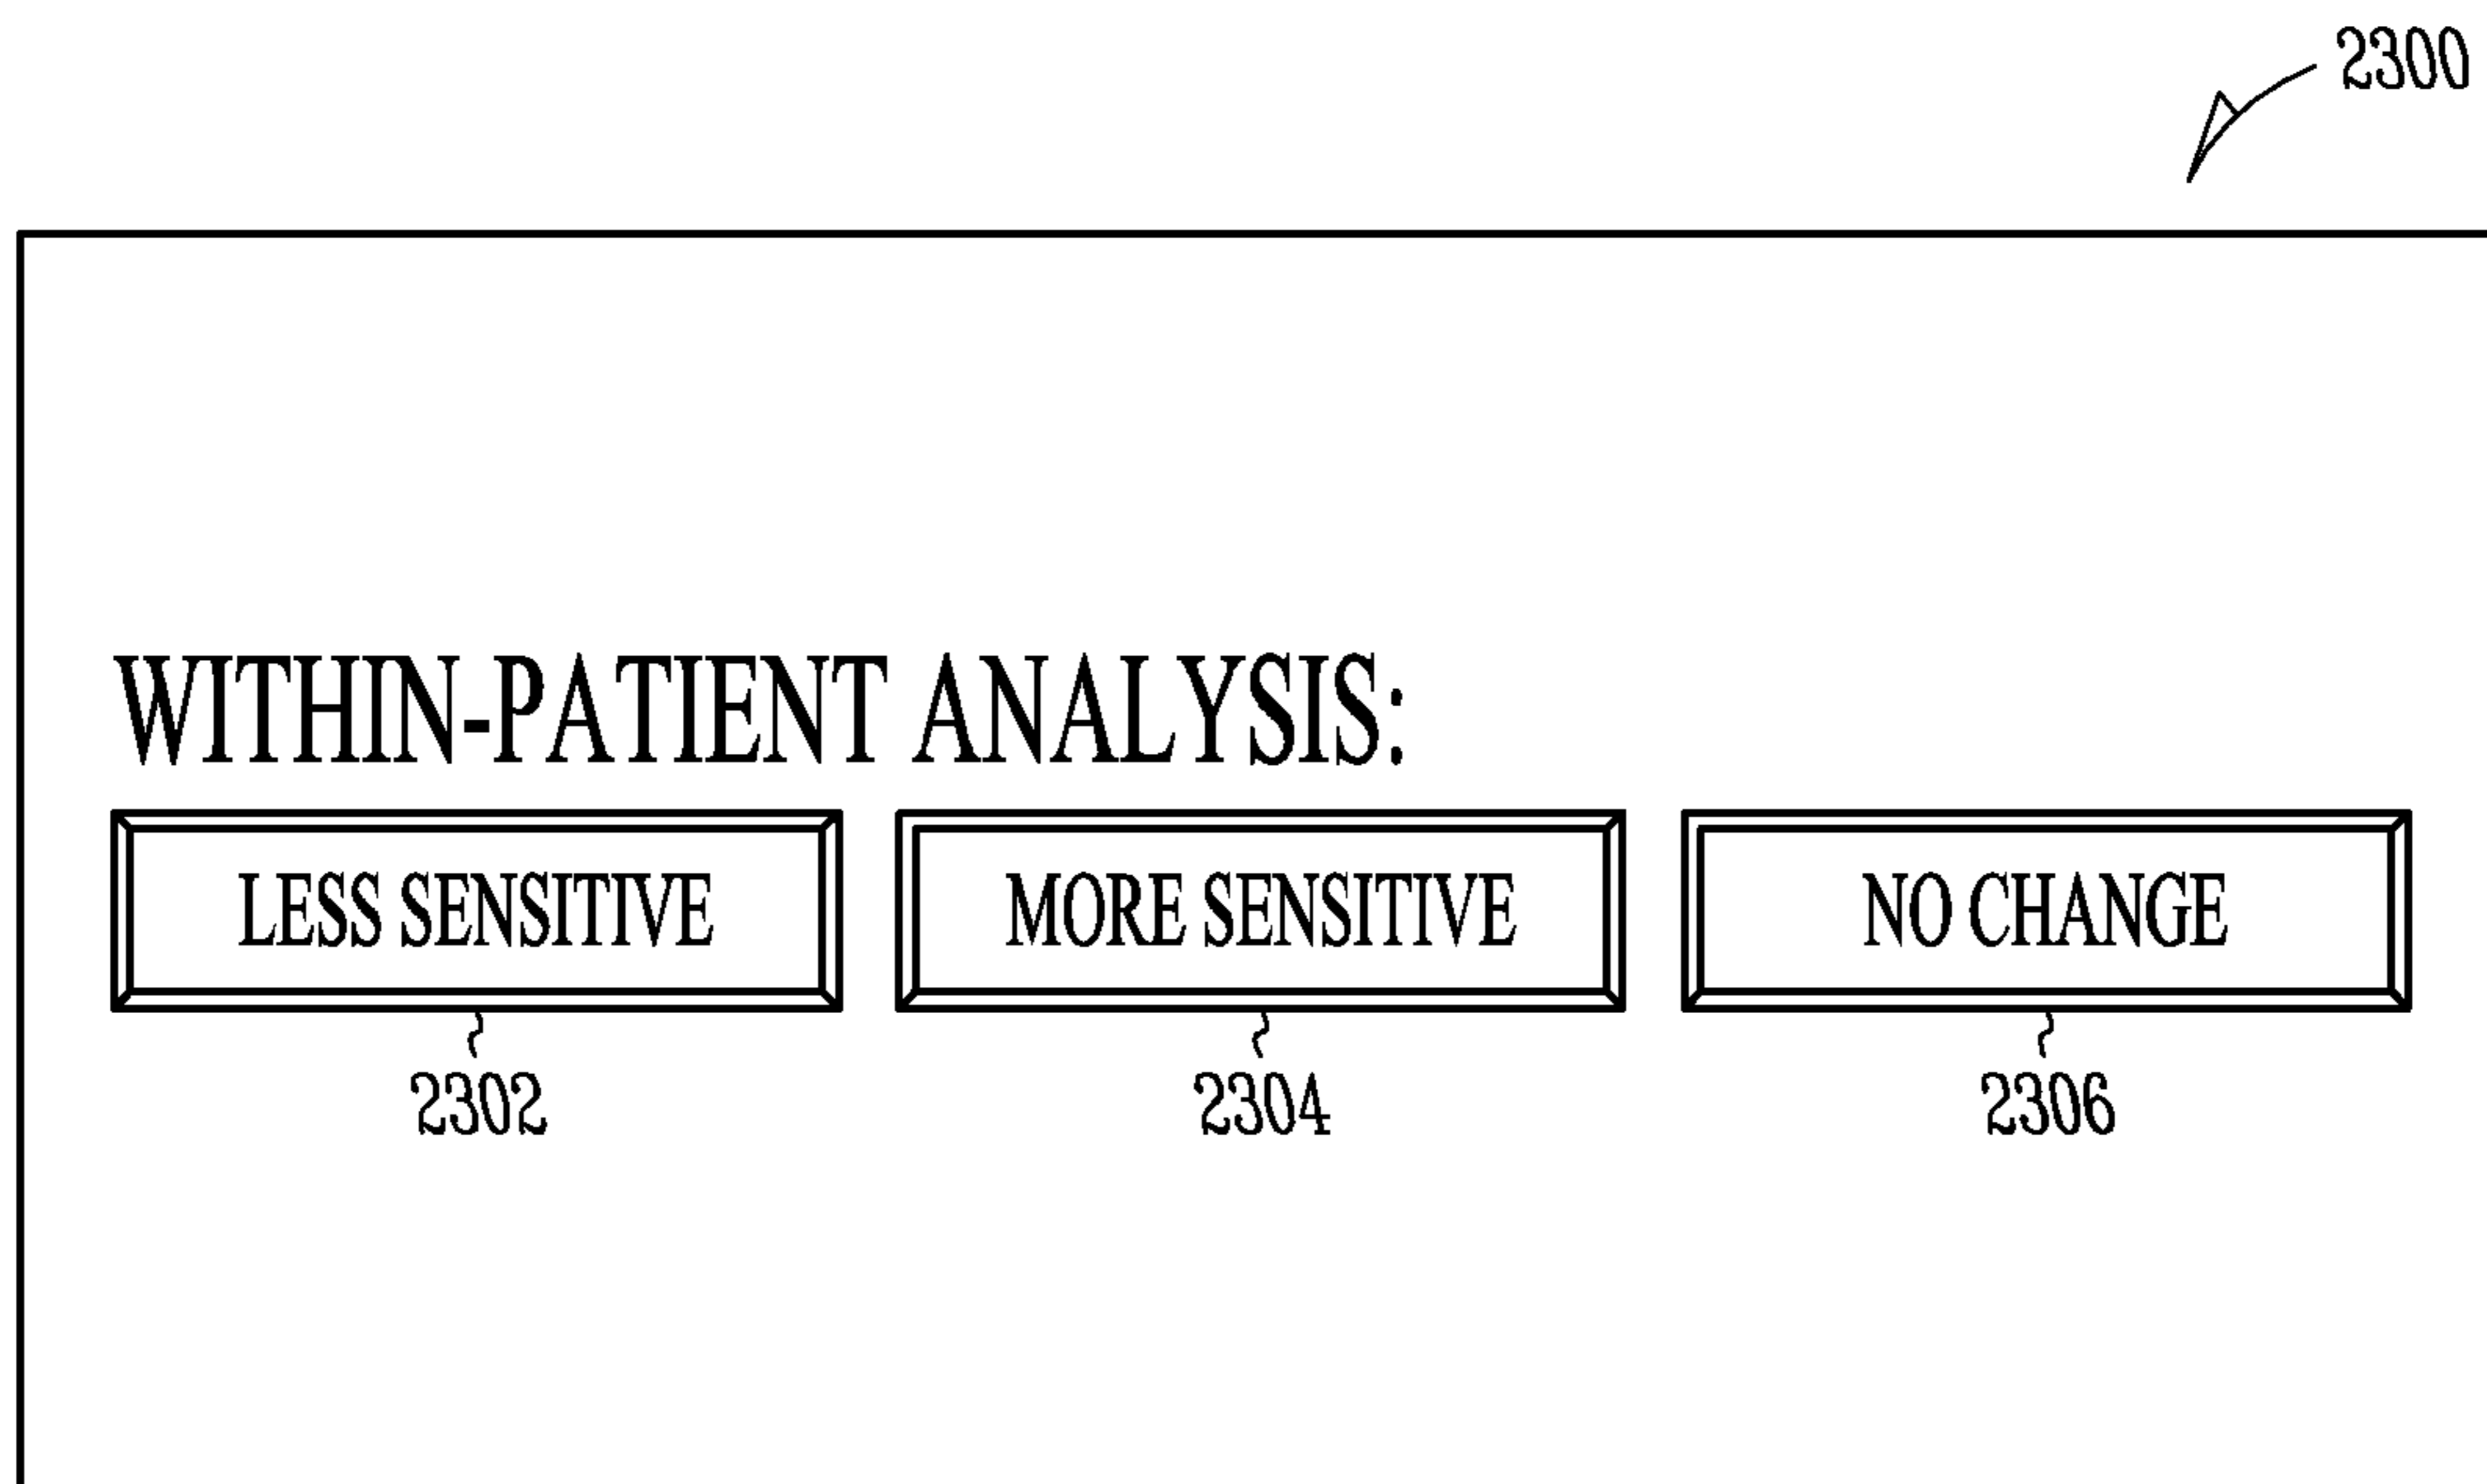 2300
WITHIN-PATIENT ANALYSIS:
LESS SENSITIVE MORE SENSITIVE NO CHANGE
2302 2304 2306